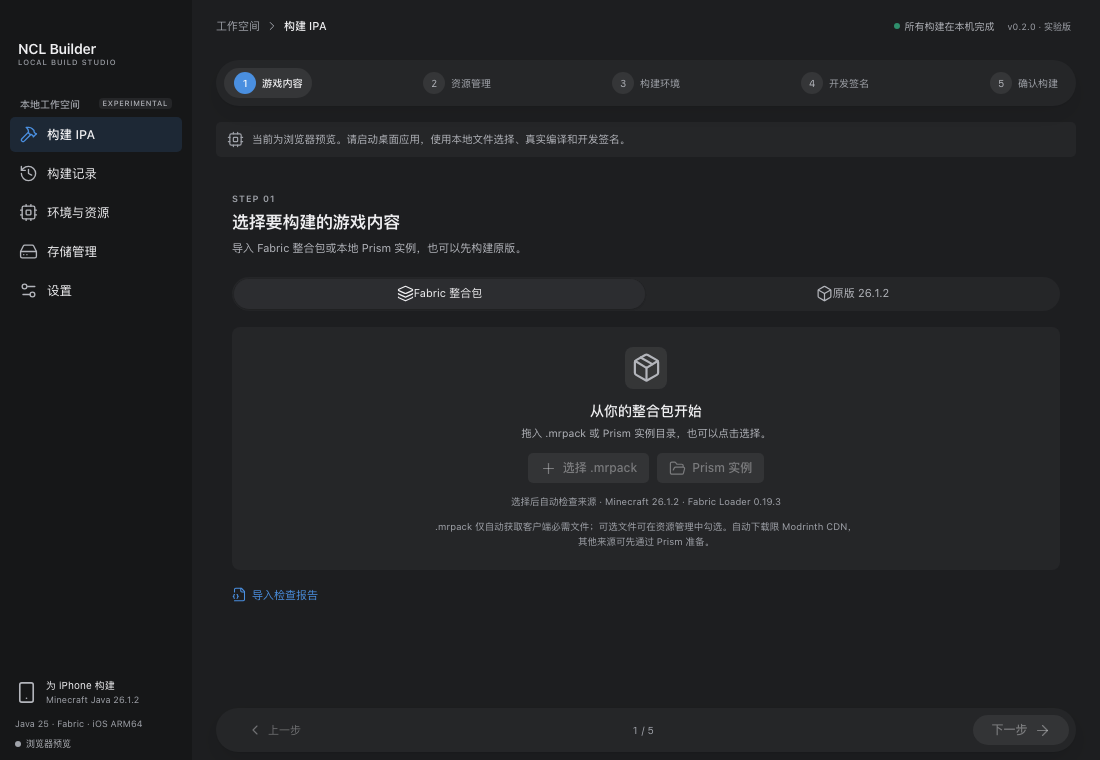 NCL Builder
LOCAL BUILD STUDIO
本地工作空间 EXPERIMENTAL
构建 IPA
构建记录
环境与资源
存储管理
设置
为 iPhone 构建
Minecraft Java 26.1.2
Java 25 · Fabric · iOS ARM64
浏览器预览
工作空间 > 构建 IPA
所有构建在本机完成 v0.2.0 · 实验版
1 游戏内容 2 资源管理 3 构建环境 4 开发签名 5 确认构建
当前为浏览器预览。请启动桌面应用，使用本地文件选择、真实编译和开发签名。
STEP 01
选择要构建的游戏内容
导入 Fabric 整合包或本地 Prism 实例，也可以先构建原版。
Fabric 整合包 原版 26.1.2
从你的整合包开始
拖入 .mrpack 或 Prism 实例目录，也可以点击选择。
选择 .mrpack Prism 实例
选择后自动检查来源 · Minecraft 26.1.2 · Fabric Loader 0.19.3
.mrpack 仅自动获取客户端必需文件；可选文件可在资源管理中勾选。自动下载限 Modrinth CDN，
其他来源可先通过 Prism 准备。
导入检查报告
上一步 1 / 5 下一步